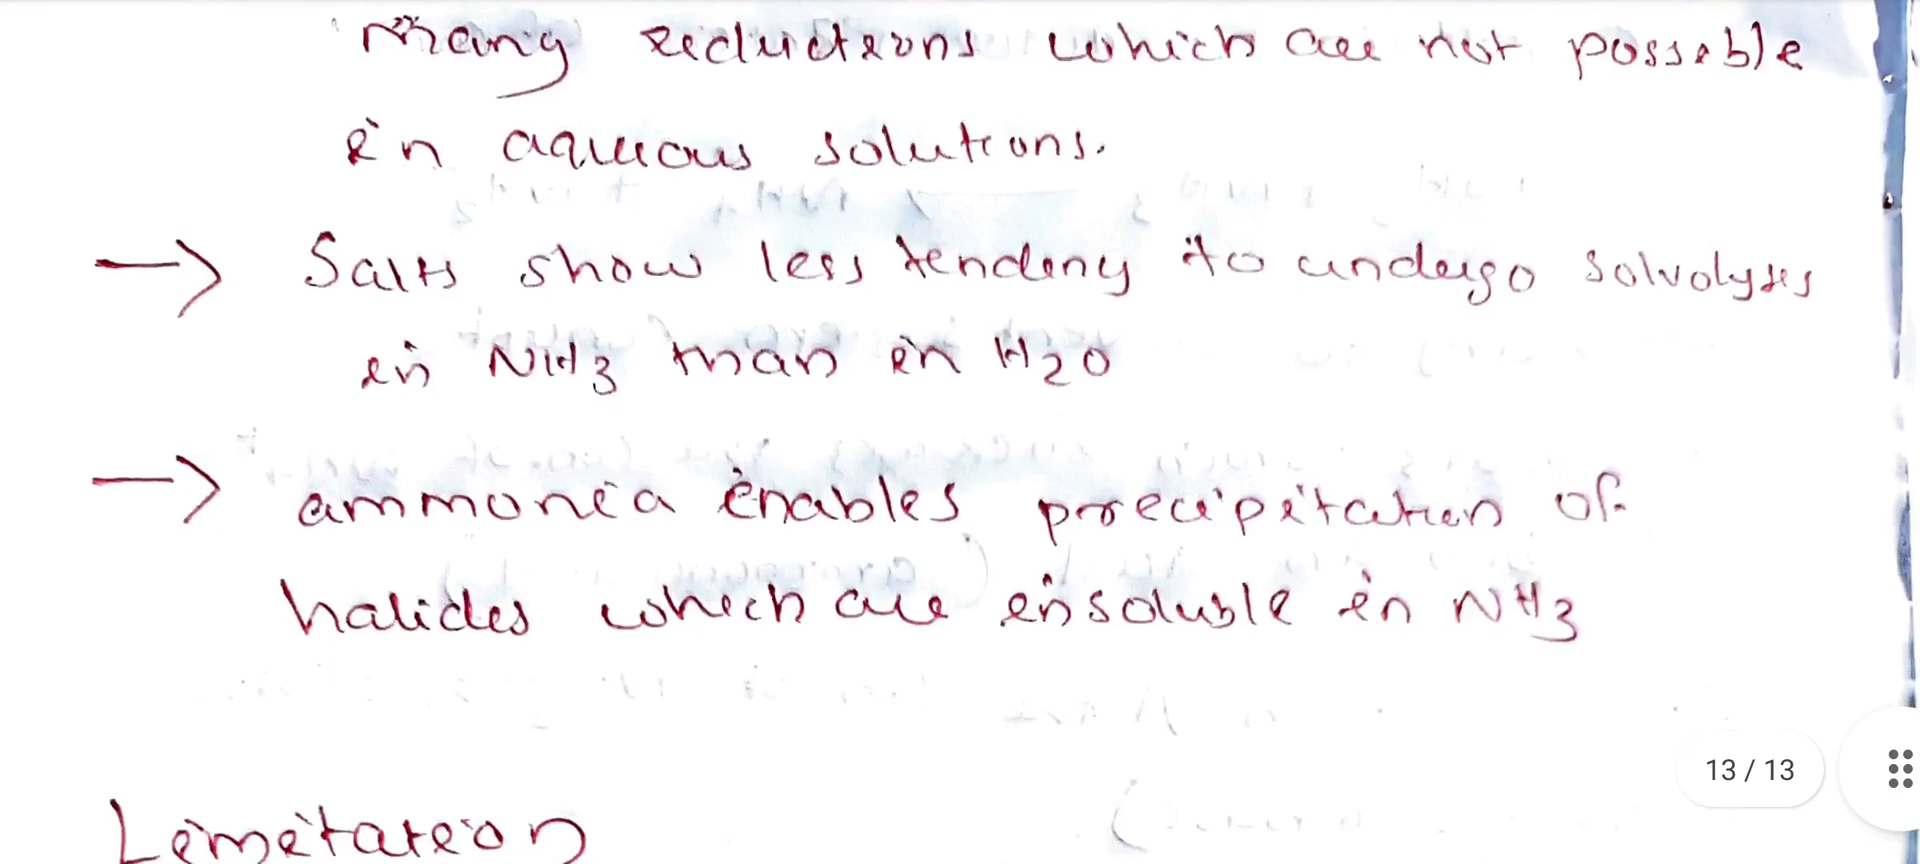 many reductions which are not possible
in aqueous solutions.
→ Salts show less tendency to undergo solvolysis
in NH3 than in H2O
→ ammonia enables precipitation of
halides which are insoluble in NH3
13 / 13
Limitation